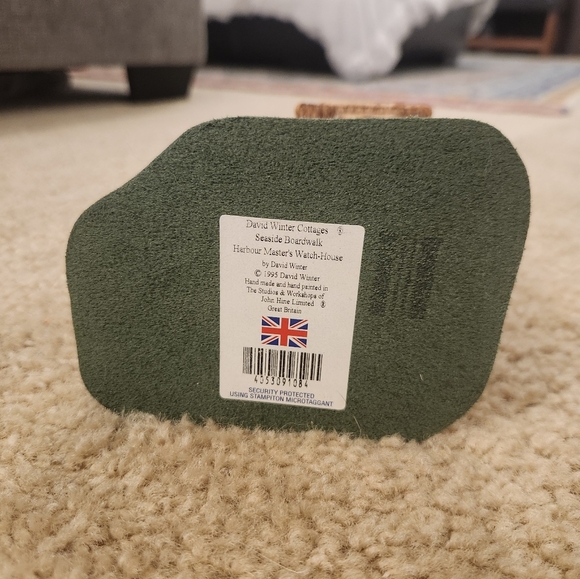 David Winter Cottages ®
Seaside Boardwalk
Harbour Master's Watch-House
by David Winter
© 1995 David Winter
Hand made and hand painted in
The Studios & Workshops of
John Hine Limited ®
Great Britain
4053091084
SECURITY PROTECTED
USING STAMPITON MICROTAGGANT